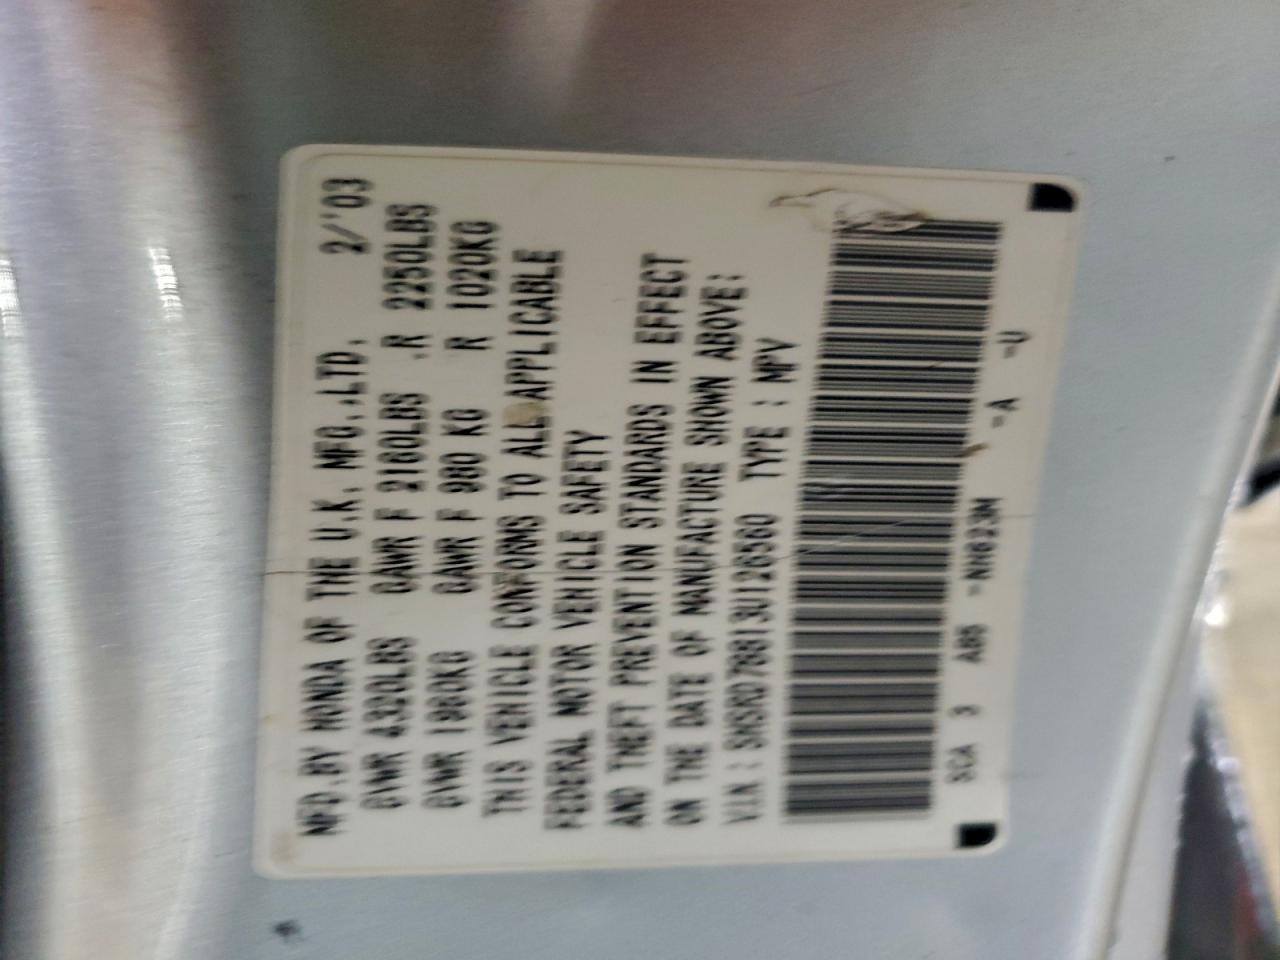 MFD.BY HONDA OF THE U.K. MFG.,LTD. 2/'03
GVWR 4320LBS GAWR F 2160LBS .R 2250LBS
GVWR 1960KG GAWR F 980 KG R 1020KG
THIS VEHICLE CONFORMS TO ALL APPLICABLE
FEDERAL MOTOR VEHICLE SAFETY
AND THEFT PREVENTION STANDARDS IN EFFECT
ON THE DATE OF MANUFACTURE SHOWN ABOVE:
VIN : TYPE : MPV
SCA 3 -NH623M -A -U